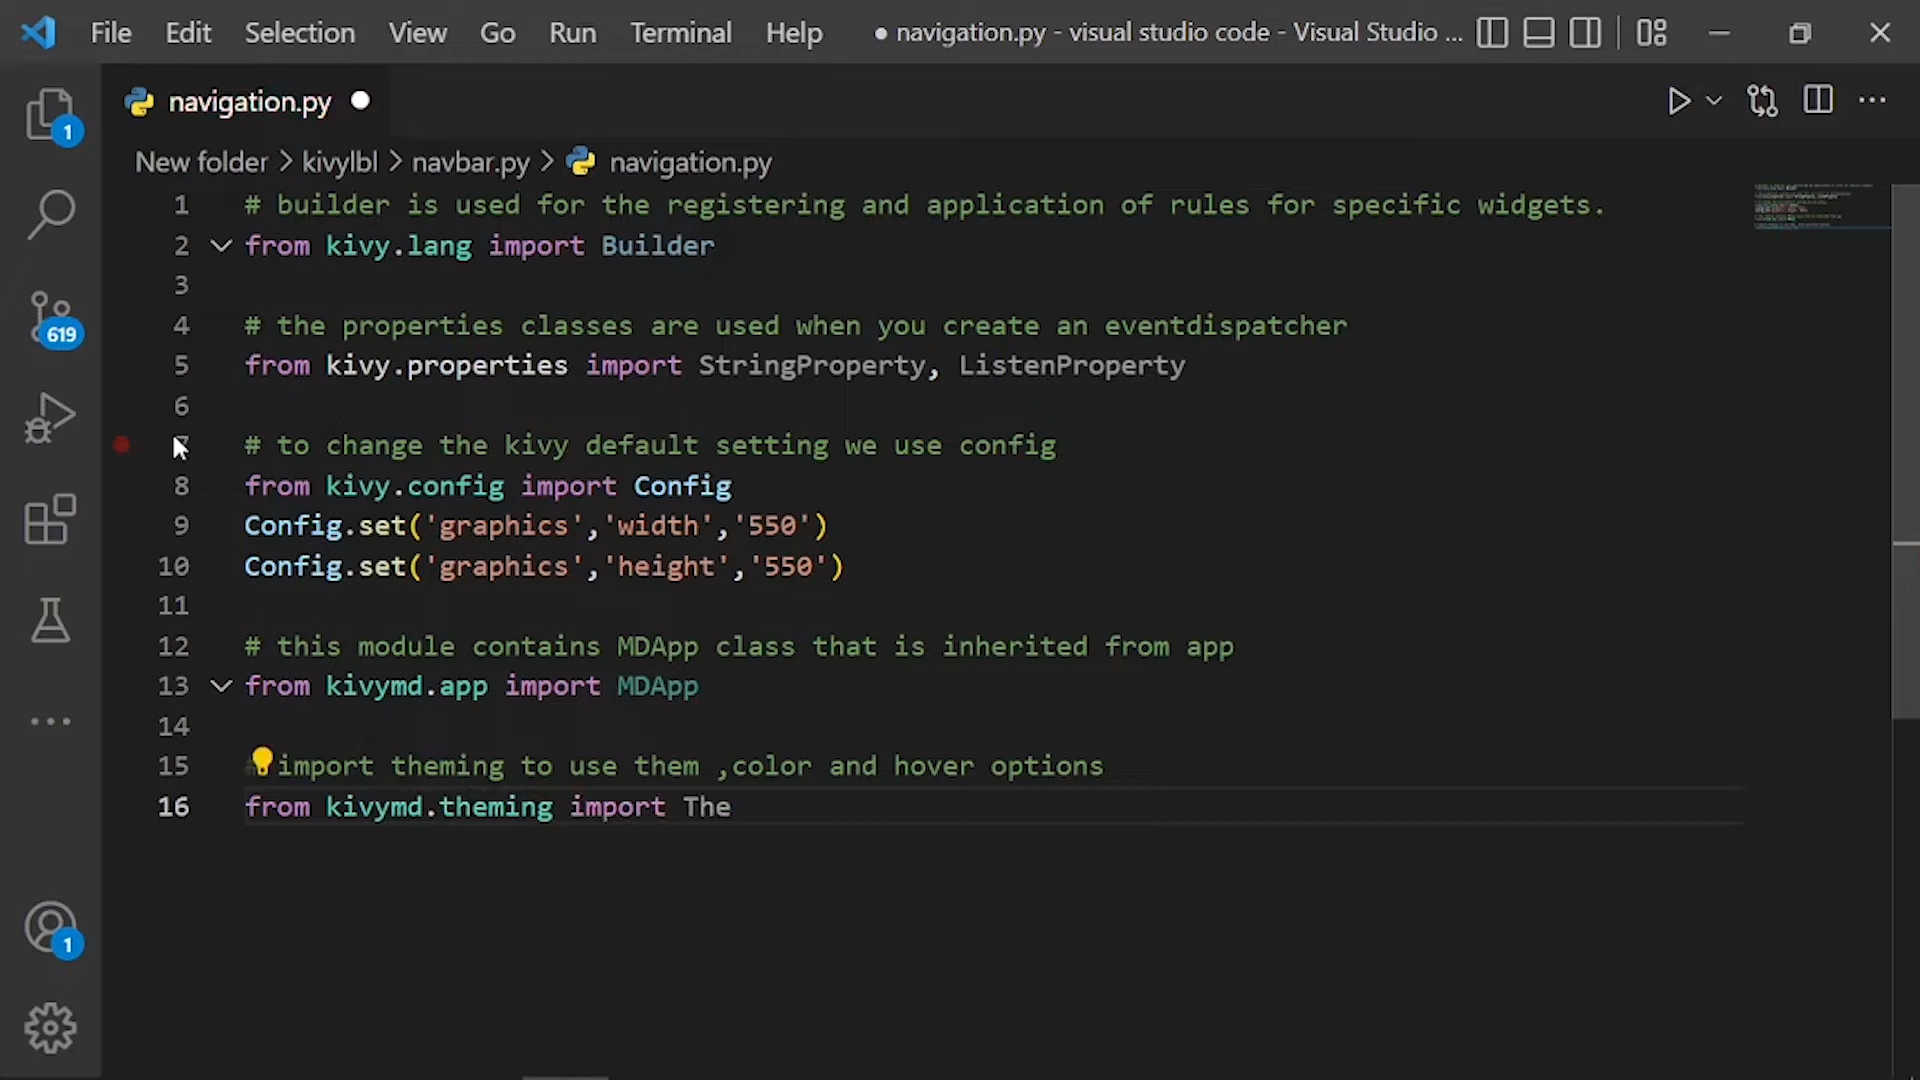 File Edit Selection View Go Run Terminal Help ● navigation.py - visual studio code - Visual Studio ...
navigation.py
New folder > kivylbl > navbar.py > navigation.py
1 # builder is used for the registering and application of rules for specific widgets.
2 from kivy.lang import Builder
3
4 # the properties classes are used when you create an eventdispatcher
5 from kivy.properties import StringProperty, ListenProperty
6
# to change the kivy default setting we use config
8 from kivy.config import Config
9 Config.set('graphics','width','550')
10 Config.set('graphics','height','550')
11
12 # this module contains MDApp class that is inherited from app
13 from kivymd.app import MDApp
14
15 # import theming to use them ,color and hover options
16 from kivymd.theming import The
1
619
1